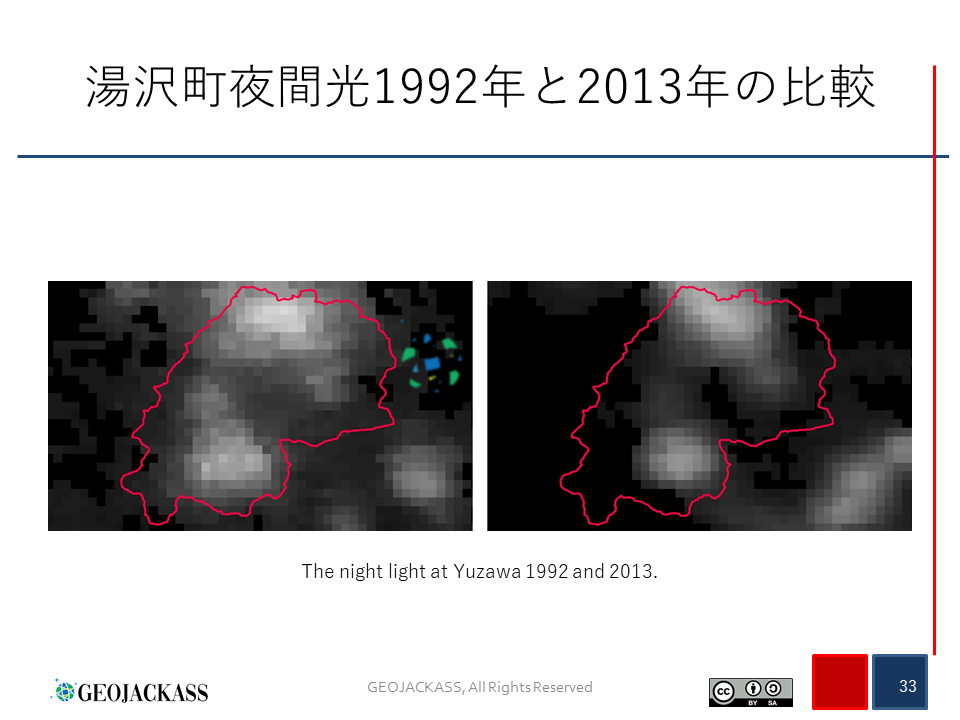 湯沢町夜間光1992年と2013年の比較
The night light at Yuzawa 1992 and 2013.
GEOJACKASS
GEOJACKASS, All Rights Reserved
cc
BY SA
33